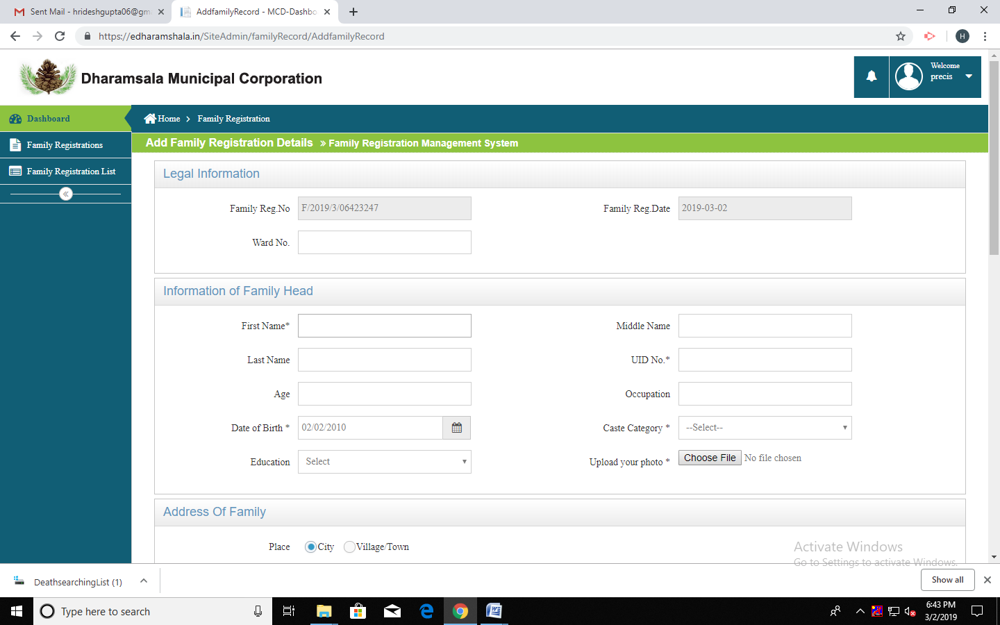 Sent Mail - hrideshgupta06@gm
AddfamilyRecord - MCD-Dashbo
https://edharamshala.in/SiteAdmin/familyRecord/AddfamilyRecord
H
Dharamsala Municipal Corporation
Welcome
precis
Dashboard
Home
Family Registration
Family Registrations
Add Family Registration Details » Family Registration Management System
Family Registration List
Legal Information
Family Reg.No F/2019/3/06423247
Family Reg.Date 2019-03-02
Ward No.
Information of Family Head
First Name*
Middle Name
Last Name
UID No.*
Age
Occupation
Date of Birth * 02/02/2010
Caste Category * --Select--
Education Select
Upload your photo * Choose File No file chosen
Address Of Family
Place City Village/Town
Activate Windows
Go to Settings to activate Windows.
DeathsearchingList (1)
Show all
Type here to search
6:43 PM
3/2/2019